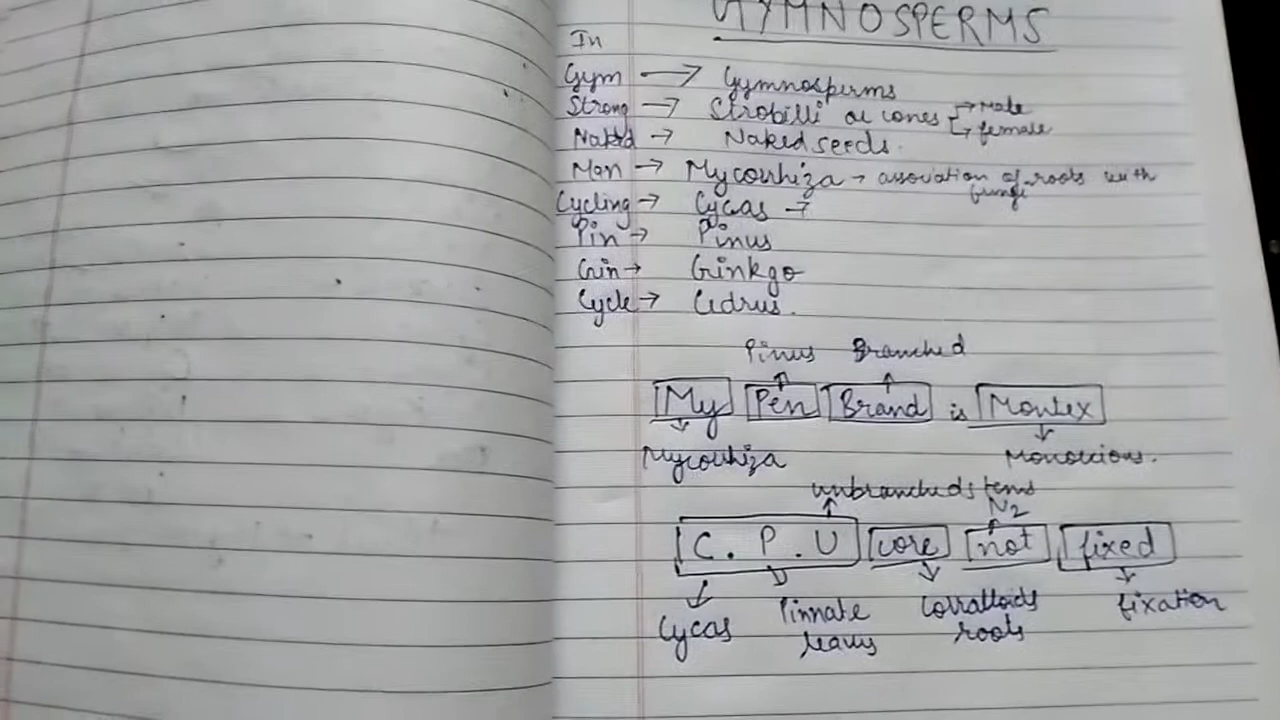 GYMNOSPERMS
In
Gym → Gymnosperms
Strong → Strobilli or cones → Male
→ female
Naked → Naked seeds.
Man → Mycorrhiza → association of roots with
fungi
Cycling → Cycas →
Pin → Pinus
Gin → Ginkgo
Cycle → Cedrus.
Pinus Branched
My Pen Brand is Montex
Mycorrhiza Monoecious.
unbranched stems
N2
C. P. U core not fixed
Cycas Pinnate leaves Corralloids roots fixation